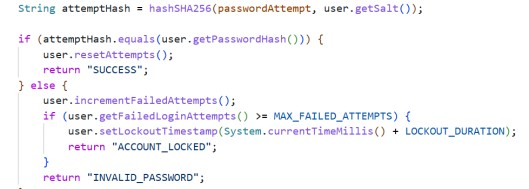 String attemptHash = hashSHA256(passwordAttempt, user.getSalt());
if (attemptHash.equals(user.getPasswordHash())) {
user.resetAttempts();
return "SUCCESS";
} else {
user.incrementFailedAttempts();
if (user.getFailedLoginAttempts() >= MAX_FAILED_ATTEMPTS) {
user.setLockoutTimestamp(System.currentTimeMillis() + LOCKOUT_DURATION);
return "ACCOUNT_LOCKED";
}
return "INVALID_PASSWORD";